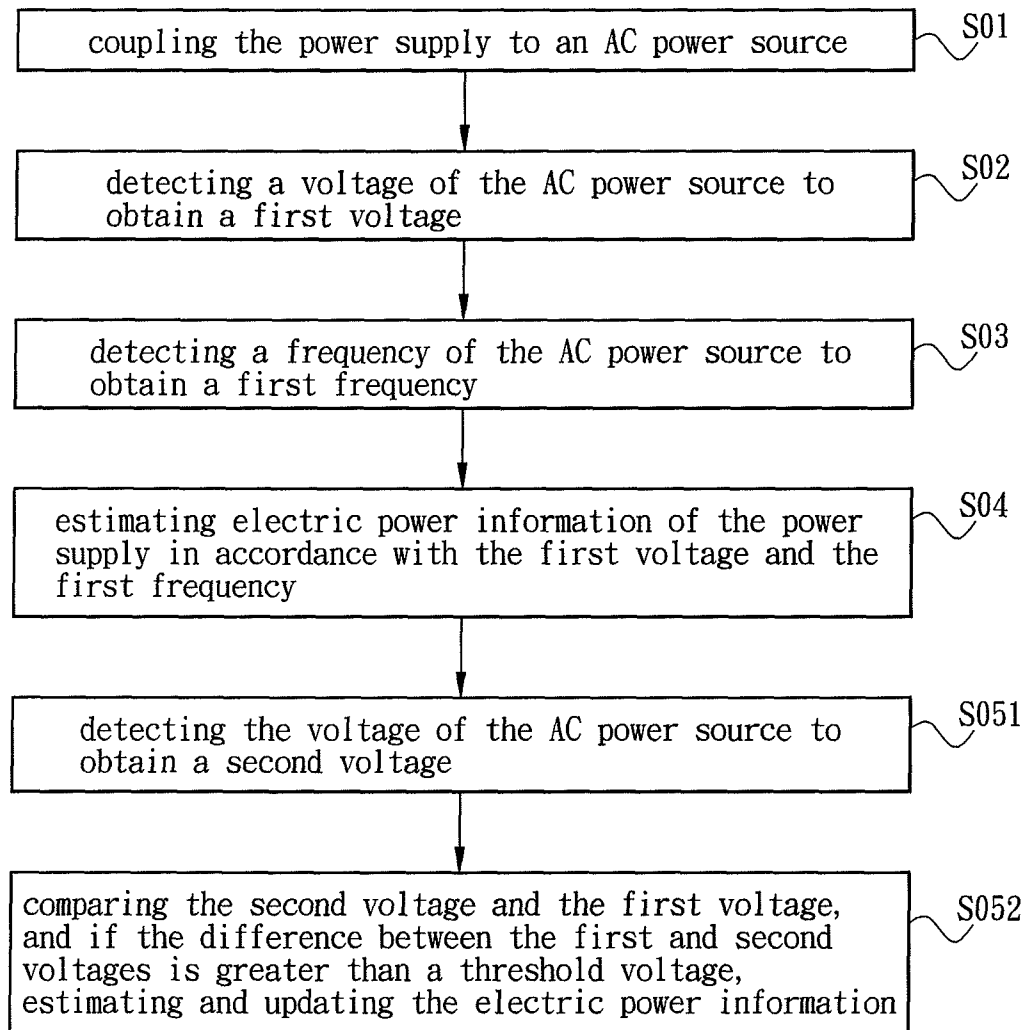 coupling the power supply to an AC power source
S01
detecting a voltage of the AC power source to
obtain a first voltage
S02
detecting a frequency of the AC power source to
obtain a first frequency
S03
estimating electric power information of the power
supply in accordance with the first voltage and the
first frequency
S04
detecting the voltage of the AC power source to
obtain a second voltage
S051
comparing the second voltage and the first voltage,
and if the difference between the first and second
voltages is greater than a threshold voltage,
estimating and updating the electric power information
S052